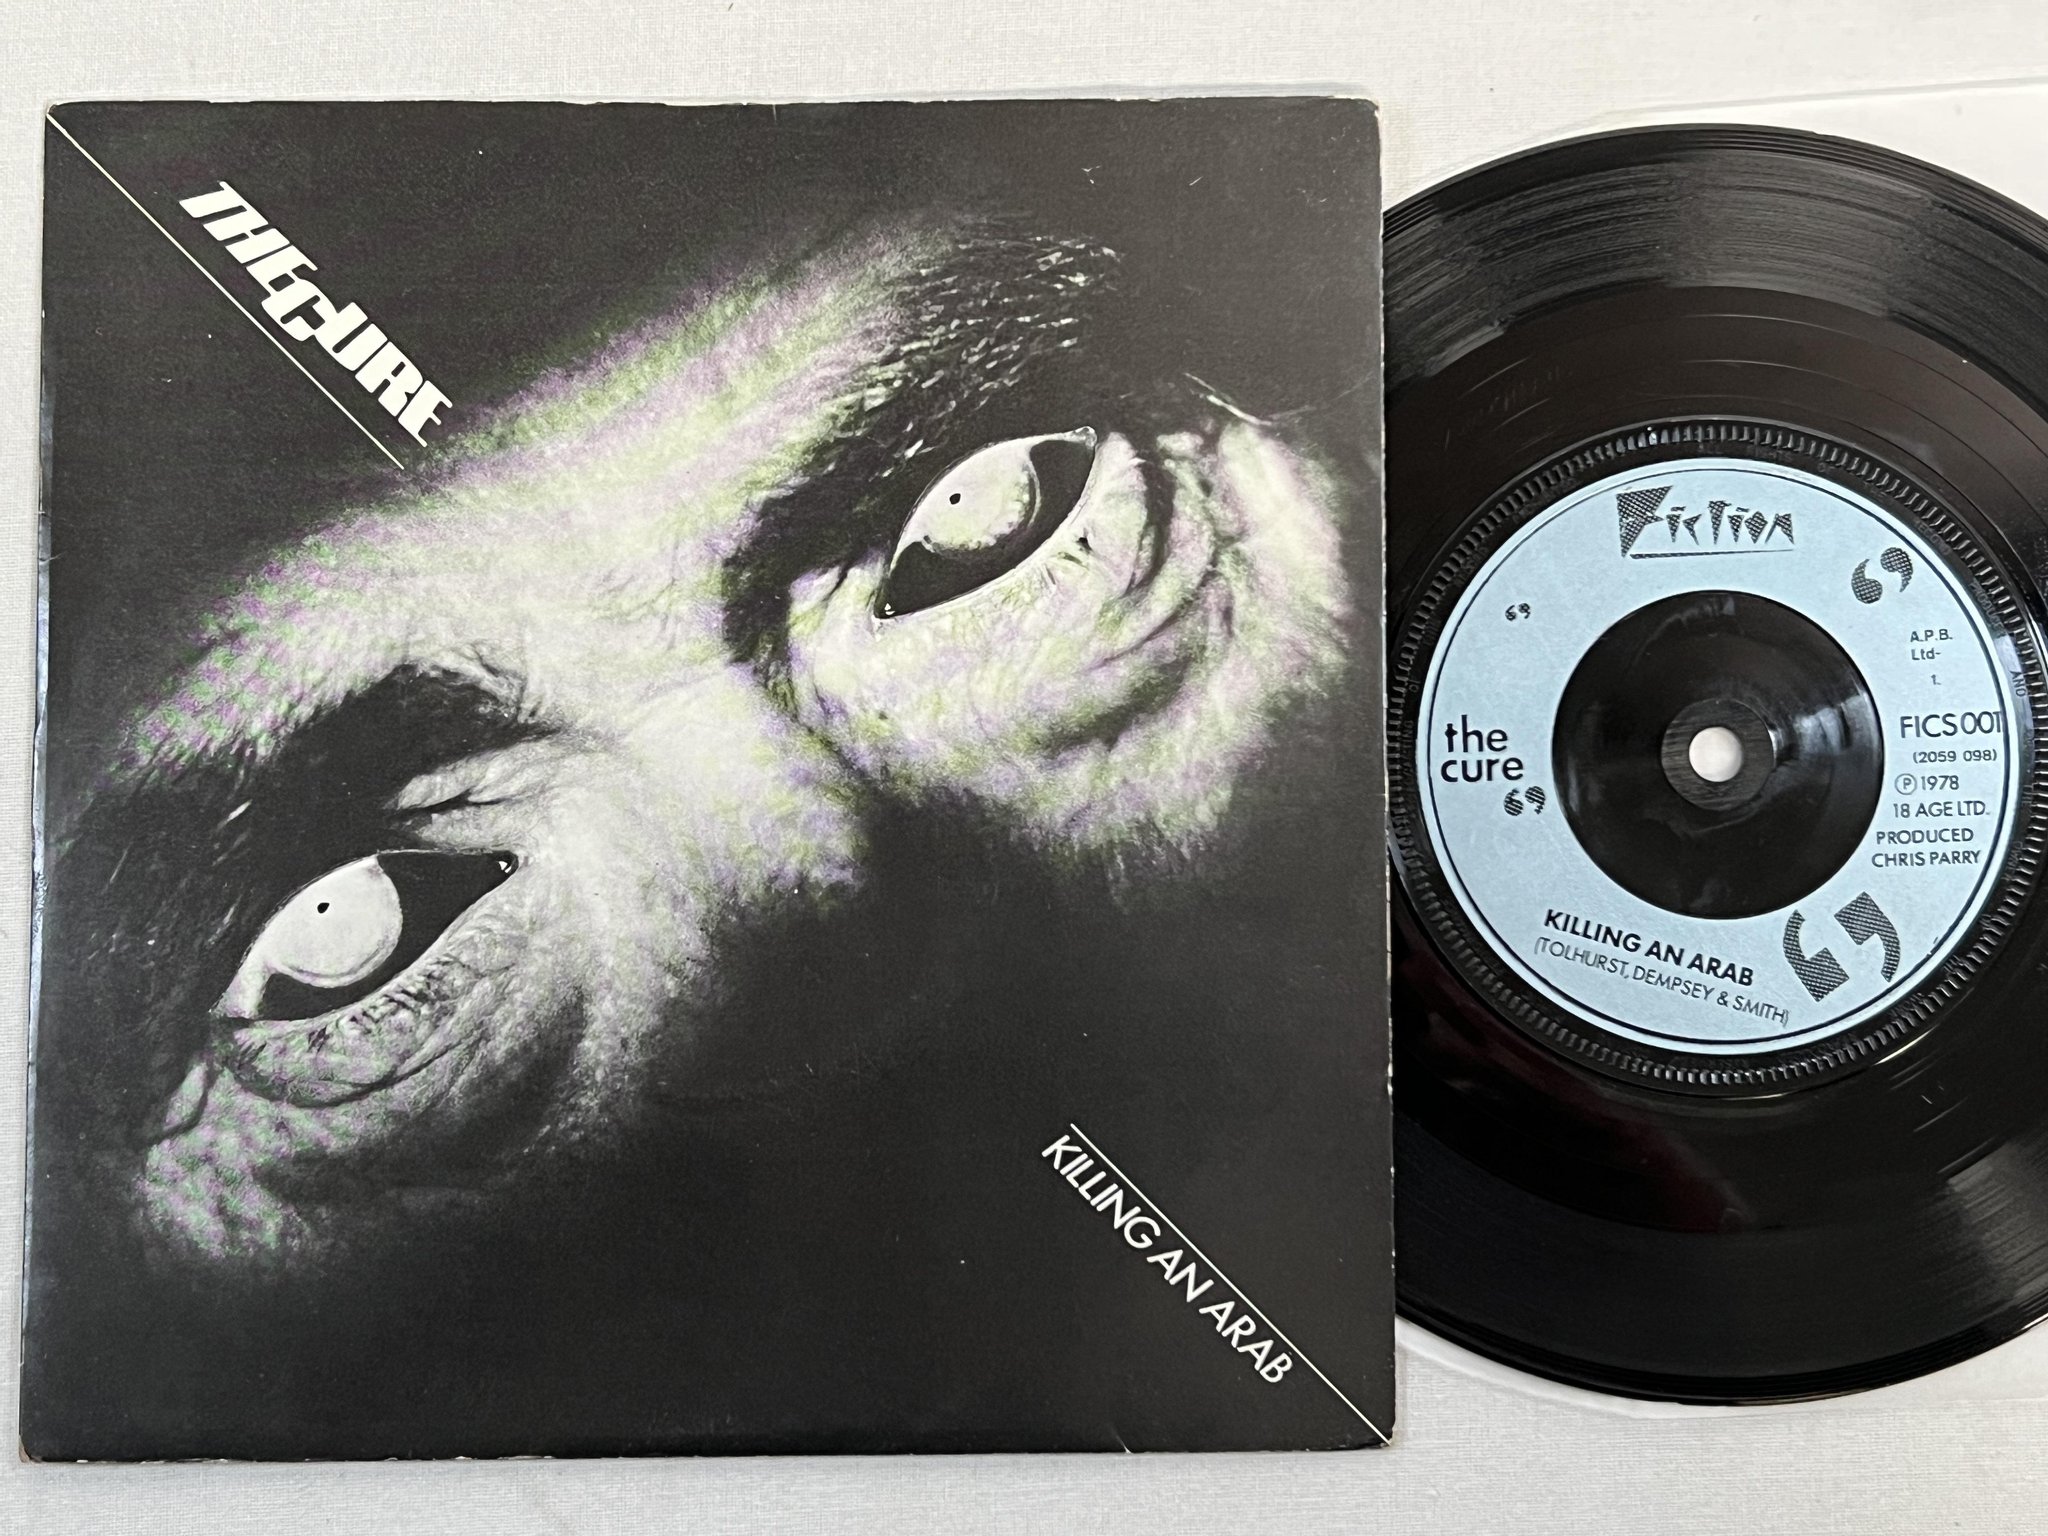 THE CURE
KILLING AN ARAB
Fiction
A.P.B.
Ltd-
1.
the
cure
FICS 001
(2059 098)
Ⓟ1978
18 AGE LTD.
PRODUCED
CHRIS PARRY
KILLING AN ARAB
(TOLHURST, DEMPSEY & SMITH)